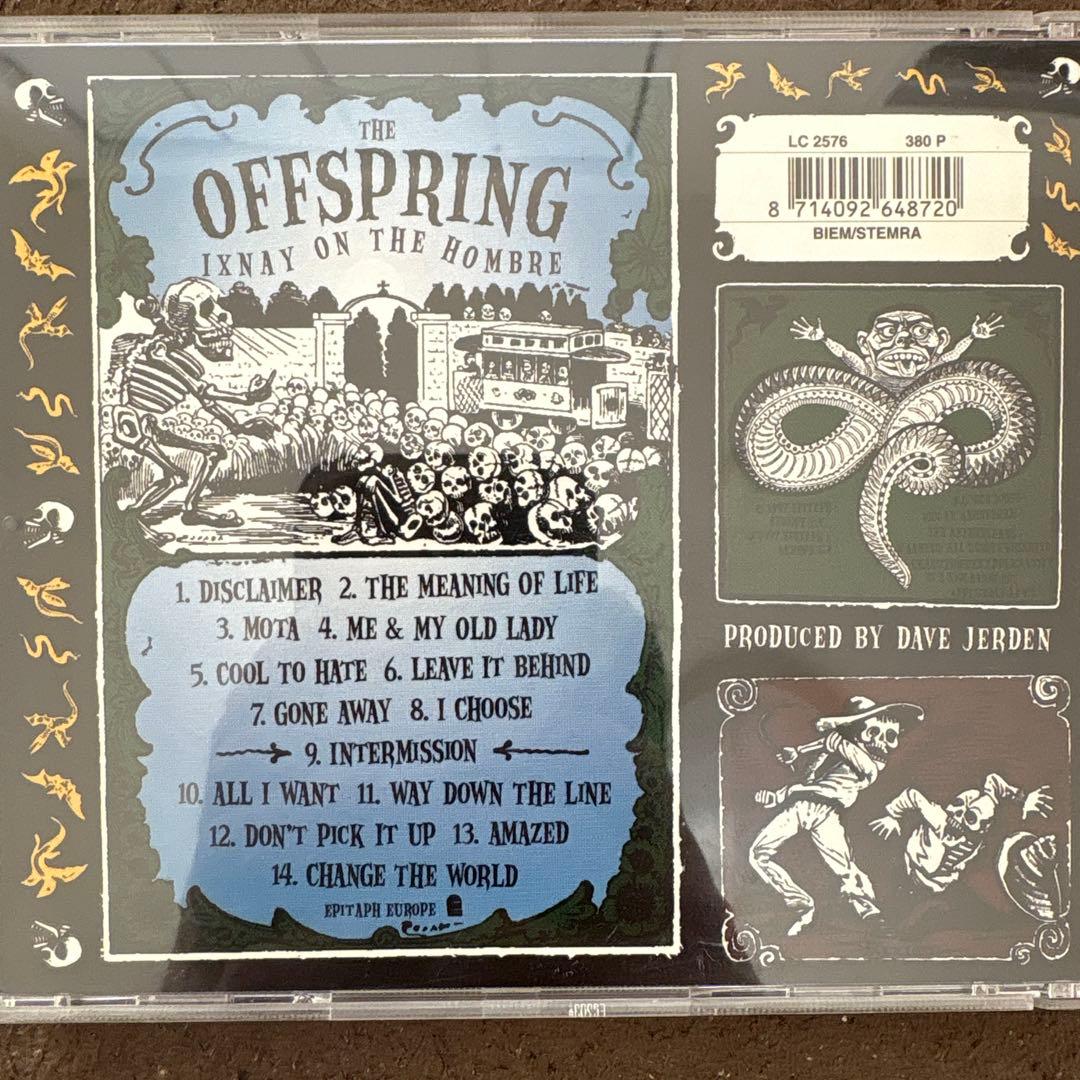 THE
OFFSPRING
IXNAY ON THE HOMBRE
1. DISCLAIMER 2. THE MEANING OF LIFE
3. MOTA 4. ME & MY OLD LADY
5. COOL TO HATE 6. LEAVE IT BEHIND
7. GONE AWAY 8. I CHOOSE
9. INTERMISSION
10. ALL I WANT 11. WAY DOWN THE LINE
12. DON'T PICK IT UP 13. AMAZED
14. CHANGE THE WORLD
EPITAPH EUROPE
LC 2576 380 P
8 714092 648720
BIEM/STEMRA
PRODUCED BY DAVE JERDEN